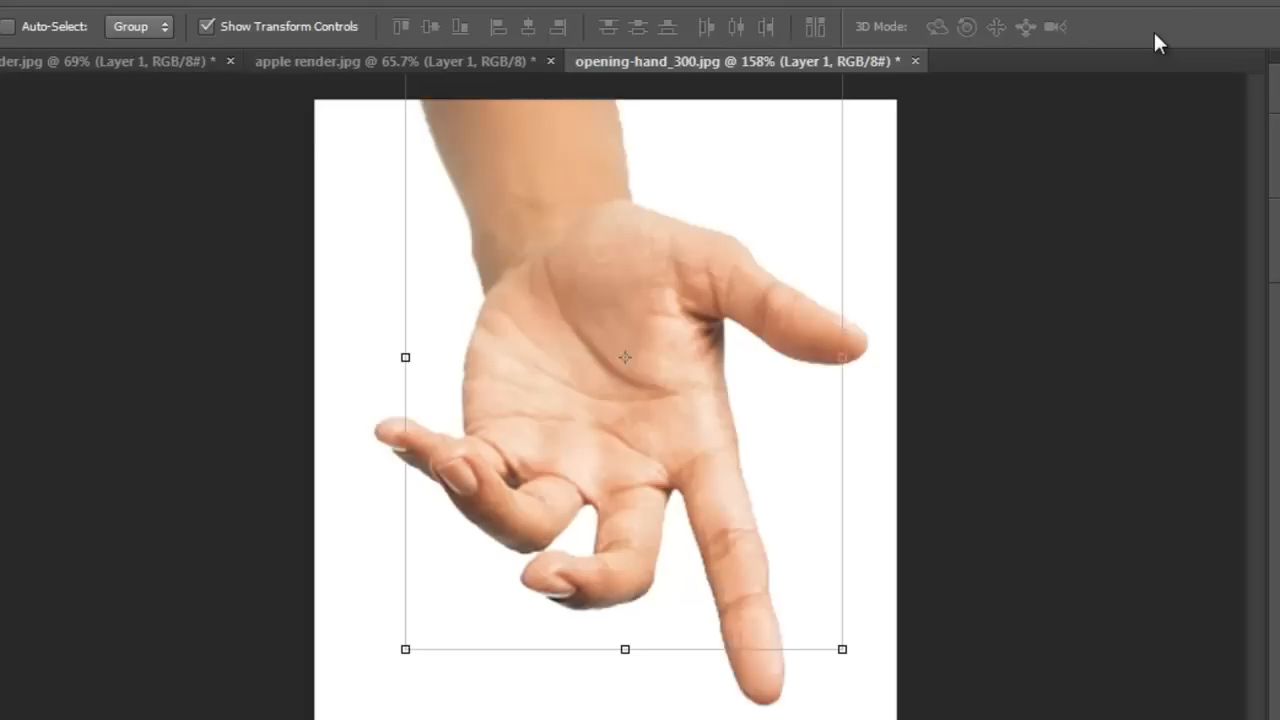 Auto-Select: Group Show Transform Controls 3D Mode:
der.jpg @ 69% (Layer 1, RGB/8#) * × apple render.jpg @ 65.7% (Layer 1, RGB/8) * × opening-hand_300.jpg @ 158% (Layer 1, RGB/8#) * ×